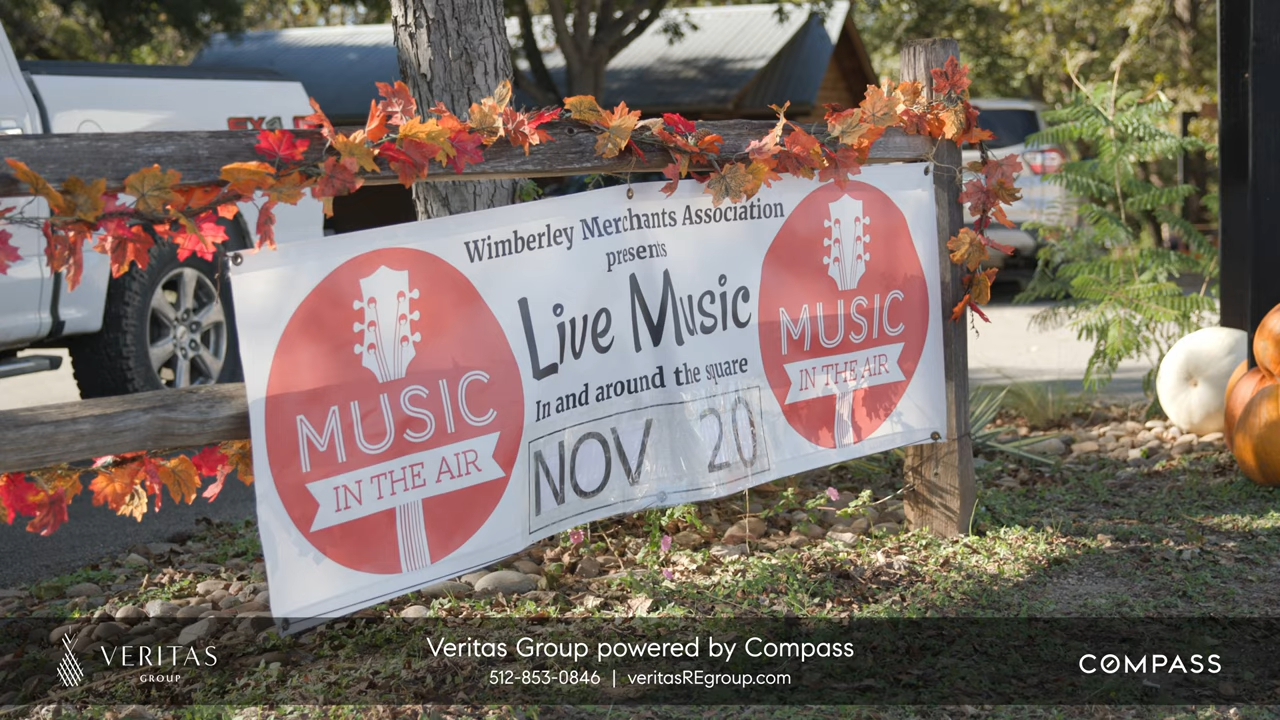 Wimberley Merchants Association
presents
Live Music
In and around the square
NOV 20
MUSIC
IN THE AIR
MUSIC
IN THE AIR
VERITAS
GROUP
Veritas Group powered by Compass
512-853-0846 | veritasREgroup.com
COMPASS